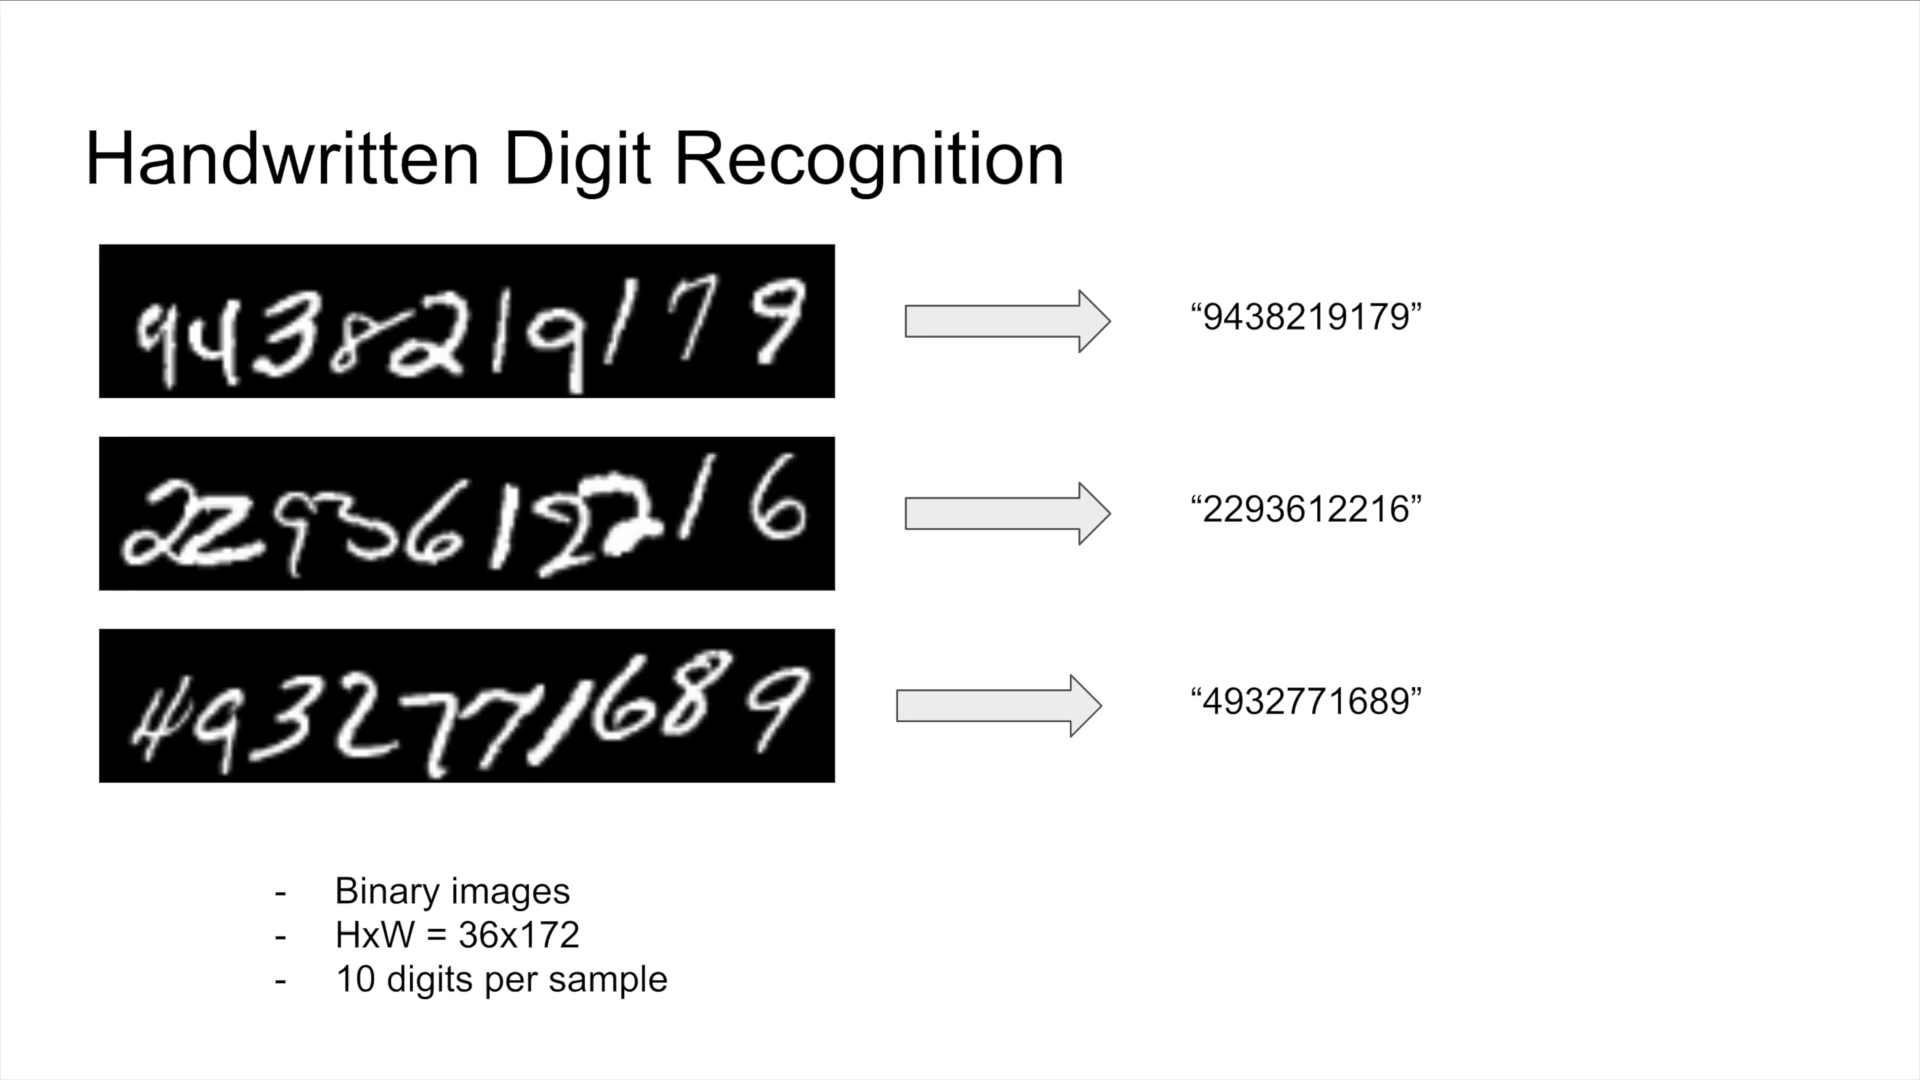 Handwritten Digit Recognition
9438219179
“9438219179”
2293612216
“2293612216”
4932771689
“4932771689”
- Binary images
- HxW = 36x172
- 10 digits per sample